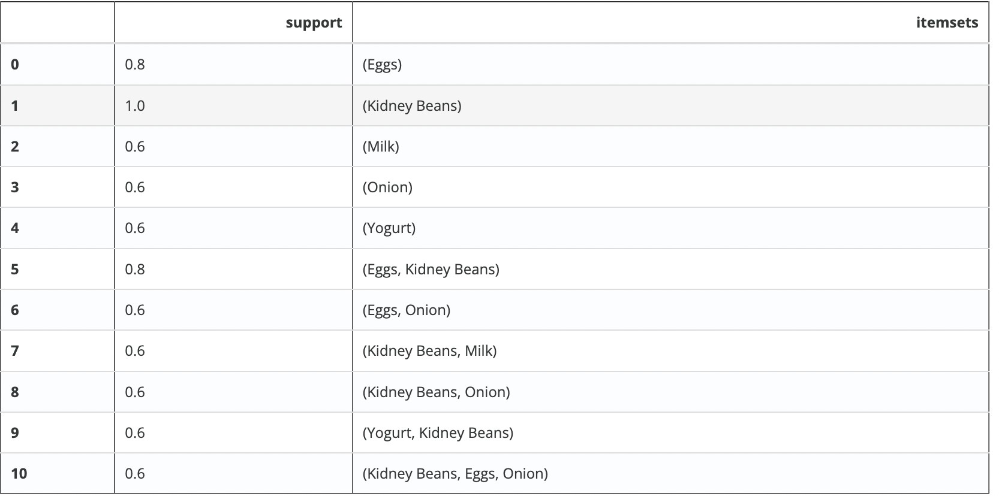 support itemsets
0 0.8 (Eggs)
1 1.0 (Kidney Beans)
2 0.6 (Milk)
3 0.6 (Onion)
4 0.6 (Yogurt)
5 0.8 (Eggs, Kidney Beans)
6 0.6 (Eggs, Onion)
7 0.6 (Kidney Beans, Milk)
8 0.6 (Kidney Beans, Onion)
9 0.6 (Yogurt, Kidney Beans)
10 0.6 (Kidney Beans, Eggs, Onion)